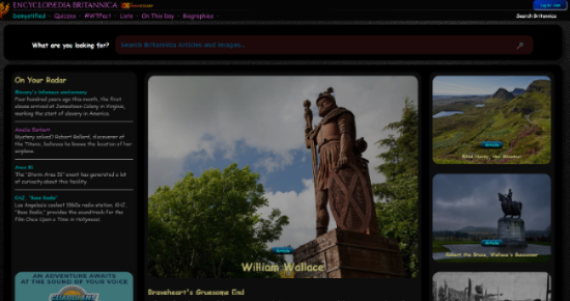 ENCYCLOPÆDIA BRITANNICA
Demystified · Quizzes · #WTFact · Lists · On This Day · Biographies
Search Britannica
What are you looking for? Search Britannica Articles and Images...
On Your Radar
Slavery's infamous anniversary
Four hundred years ago this month, the first
slaves arrived at Jamestown Colony in Virginia,
marking the start of slavery in America.
Amelia Earhart
Mystery solved? Robert Ballard, discoverer of
the Titanic, believes he knows the location of her
airplane.
Area 51
The "Storm Area 51" event has generated a lot
of curiosity about the facility.
KHJ, "Boss Radio"
Los Angeles's coolest 1960s radio station, KHJ,
"Boss Radio," provides the soundtrack for the
film Once Upon a Time in Hollywood.
AN ADVENTURE AWAITS
AT THE SOUND OF YOUR VOICE
Article
William Wallace
Braveheart's Gruesome End
Article
Article
Robert the Bruce, Wallace's Successor